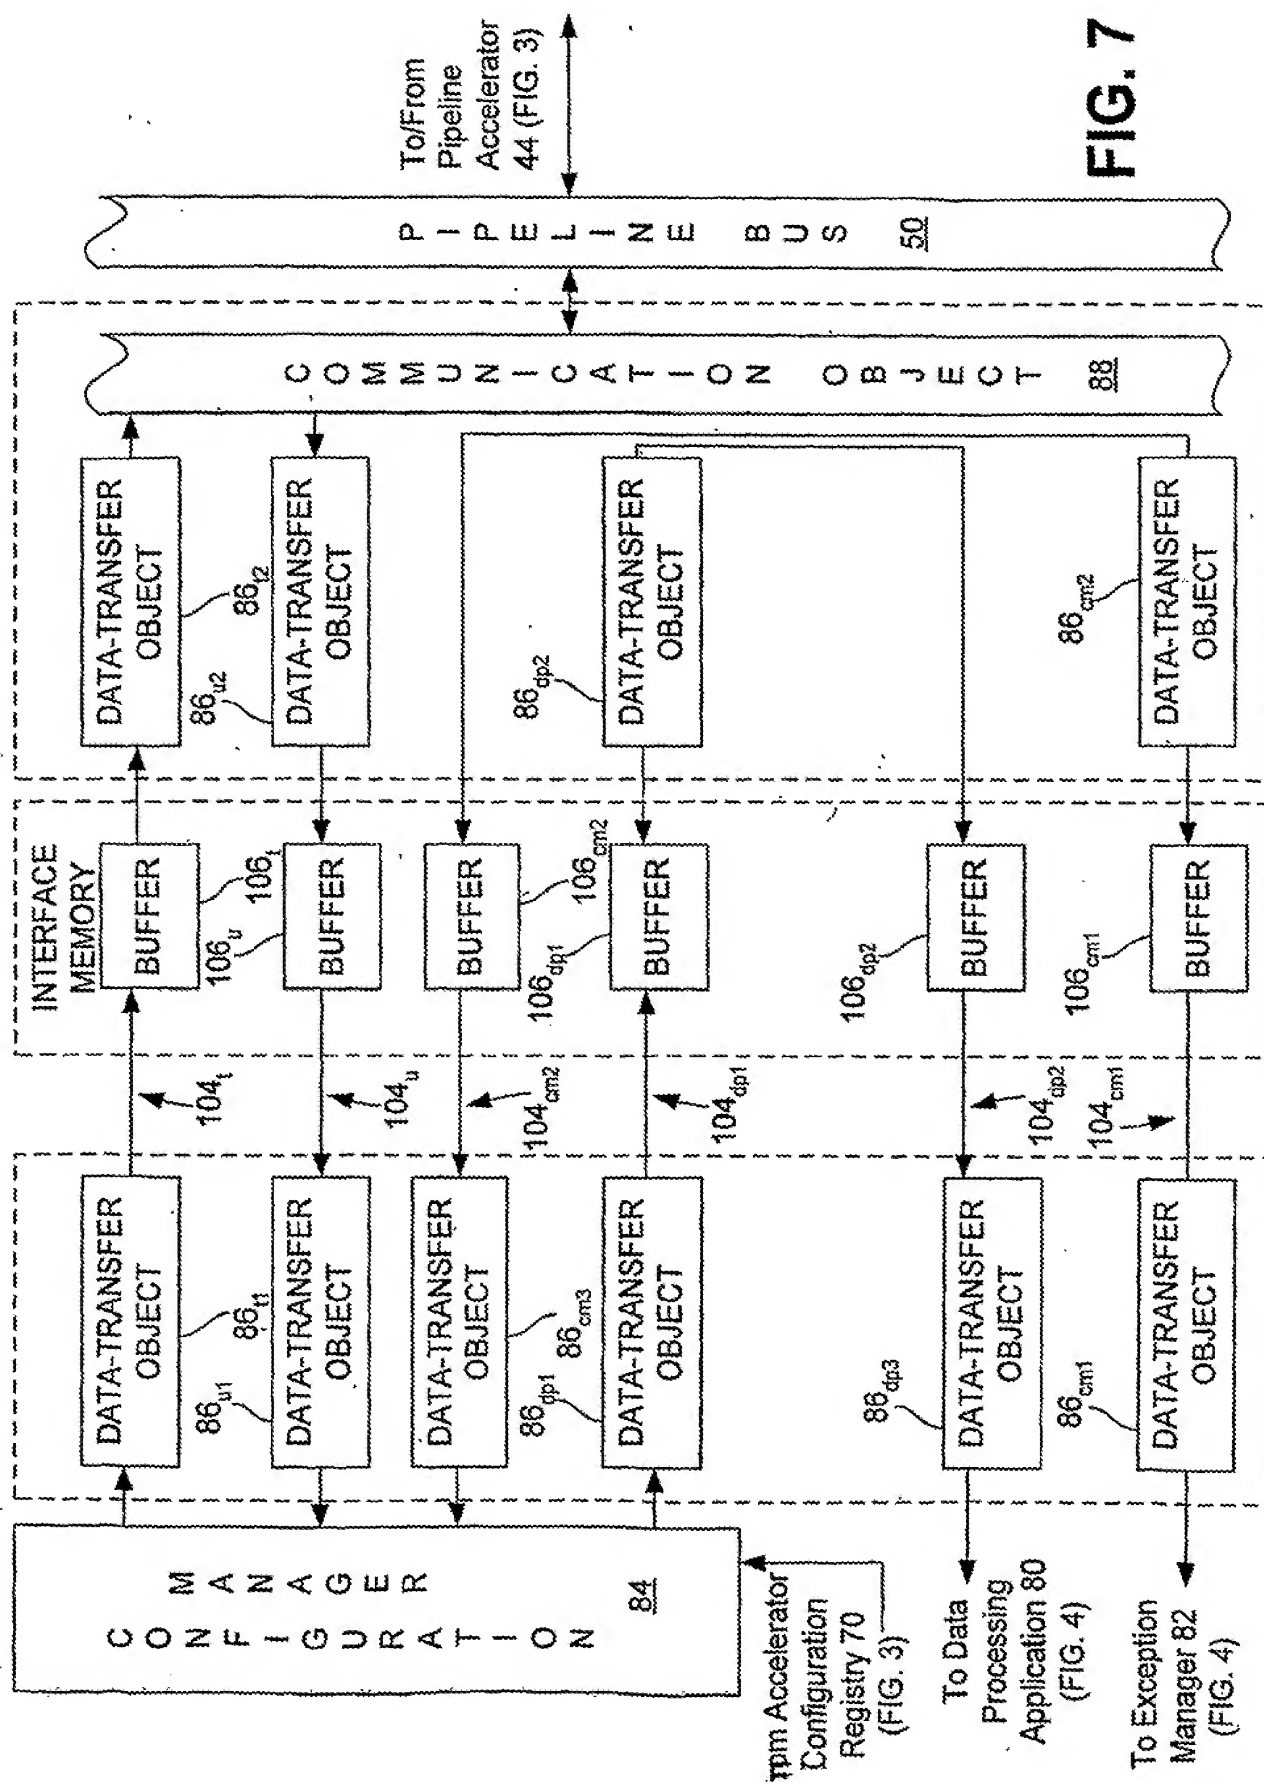 To/From
Pipeline
Accelerator
44 (FIG. 3)
FIG. 7
PIPELINE BUS
50
COMMUNICATION OBJECT
88
DATA-TRANSFER
OBJECT
86t2
86u2
DATA-TRANSFER
OBJECT
86dp2
DATA-TRANSFER
OBJECT
86cm2
DATA-TRANSFER
OBJECT
INTERFACE
MEMORY
BUFFER
106t
106u
BUFFER
BUFFER
106cm2
106dp1
BUFFER
106dp2
BUFFER
106cm1
BUFFER
104t
104u
104cm2
104dp1
104dp2
104cm1
DATA-TRANSFER
OBJECT
86t1
86u1
DATA-TRANSFER
OBJECT
DATA-TRANSFER
OBJECT
86cm3
86dp1
DATA-TRANSFER
OBJECT
86dp3
DATA-TRANSFER
OBJECT
86cm1
DATA-TRANSFER
OBJECT
CONFIGURATION
MANAGER
84
Accelerator
Configuration
Registry 70
(FIG. 3)
To Data
Processing
Application 80
(FIG. 4)
To Exception
Manager 82
(FIG. 4)